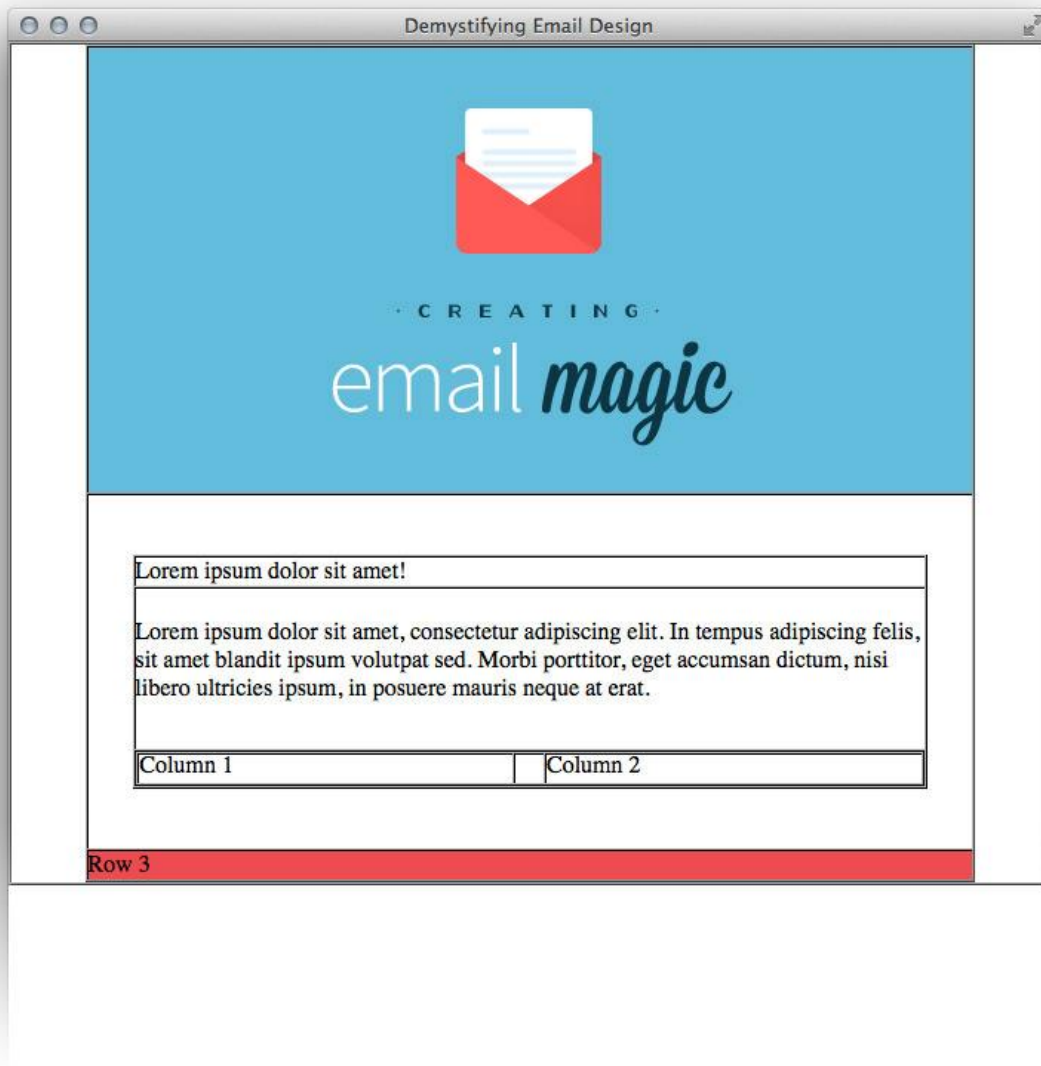 Demystifying Email Design
· CREATING ·
email magic
Lorem ipsum dolor sit amet!
Lorem ipsum dolor sit amet, consectetur adipiscing elit. In tempus adipiscing felis,
sit amet blandit ipsum volutpat sed. Morbi porttitor, eget accumsan dictum, nisi
libero ultricies ipsum, in posuere mauris neque at erat.
Column 1 Column 2
Row 3